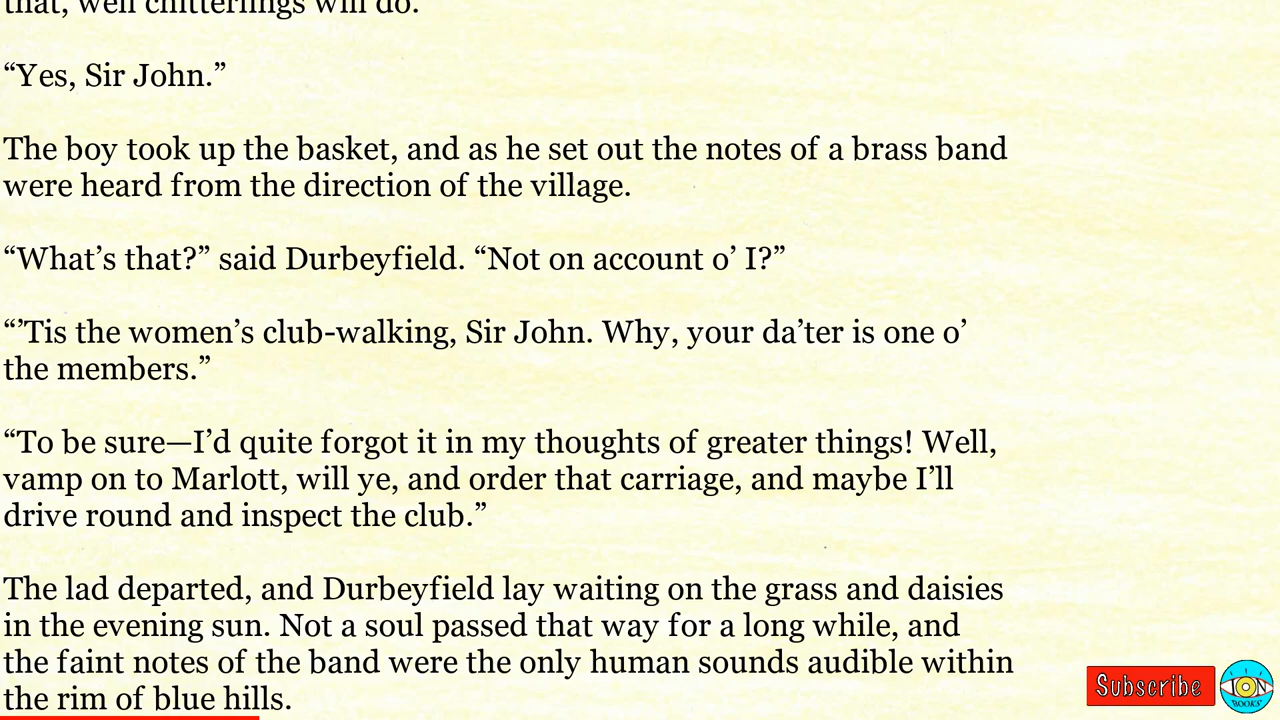 that, well chitterlings will do.
“Yes, Sir John.”
The boy took up the basket, and as he set out the notes of a brass band
were heard from the direction of the village.
“What’s that?” said Durbeyfield. “Not on account o’ I?”
“’Tis the women’s club-walking, Sir John. Why, your da’ter is one o’
the members.”
“To be sure—I’d quite forgot it in my thoughts of greater things! Well,
vamp on to Marlott, will ye, and order that carriage, and maybe I’ll
drive round and inspect the club.”
The lad departed, and Durbeyfield lay waiting on the grass and daisies
in the evening sun. Not a soul passed that way for a long while, and
the faint notes of the band were the only human sounds audible within
the rim of blue hills.
Subscribe
ION
BOOKS